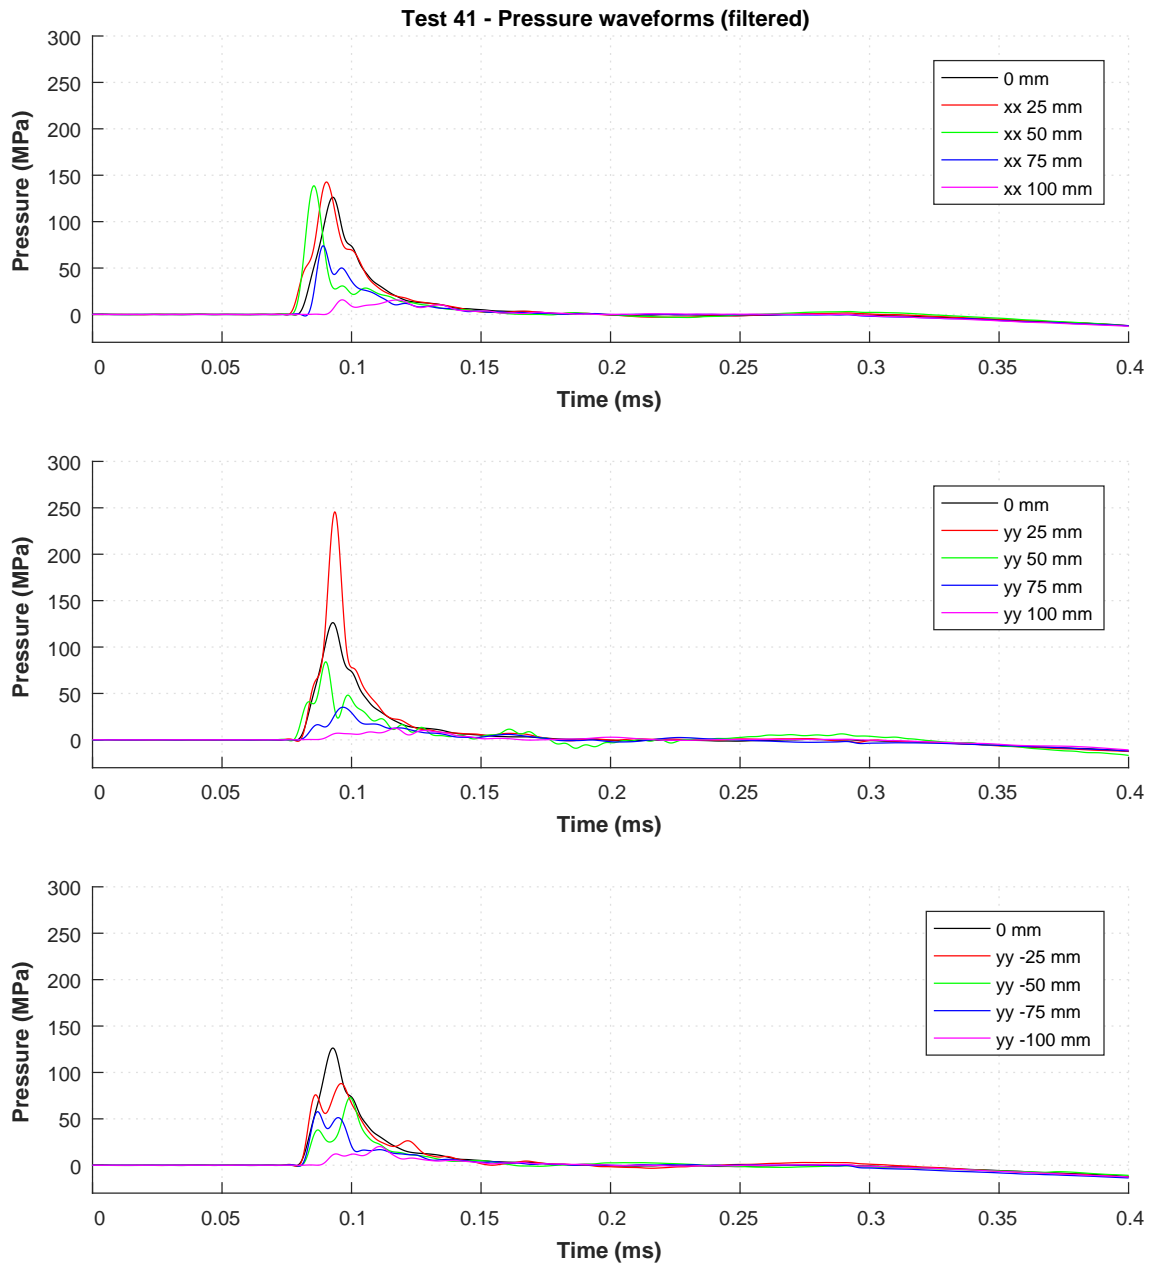 Test 41 - Pressure waveforms (filtered)
300
250
200
150
100
50
0
Pressure (MPa)
0 mm
xx 25 mm
xx 50 mm
xx 75 mm
xx 100 mm
0 0.05 0.1 0.15 0.2 0.25 0.3 0.35 0.4
Time (ms)
300
250
200
150
100
50
0
Pressure (MPa)
0 mm
yy 25 mm
yy 50 mm
yy 75 mm
yy 100 mm
0 0.05 0.1 0.15 0.2 0.25 0.3 0.35 0.4
Time (ms)
300
250
200
150
100
50
0
Pressure (MPa)
0 mm
yy -25 mm
yy -50 mm
yy -75 mm
yy -100 mm
0 0.05 0.1 0.15 0.2 0.25 0.3 0.35 0.4
Time (ms)